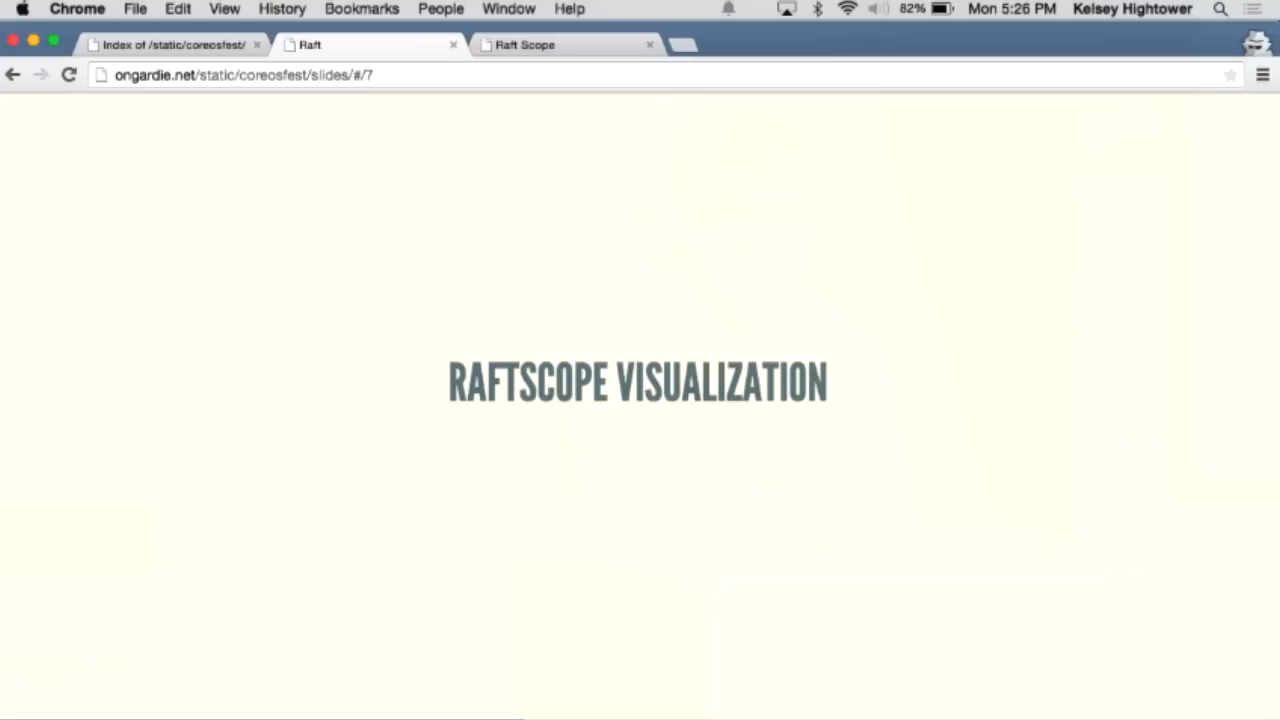 Chrome File Edit View History Bookmarks People Window Help 82% Mon 5:26 PM Kelsey Hightower
Index of /static/coreosfest/ Raft Raft Scope
ongardie.net/static/coreosfest/slides/#/7
RAFTSCOPE VISUALIZATION